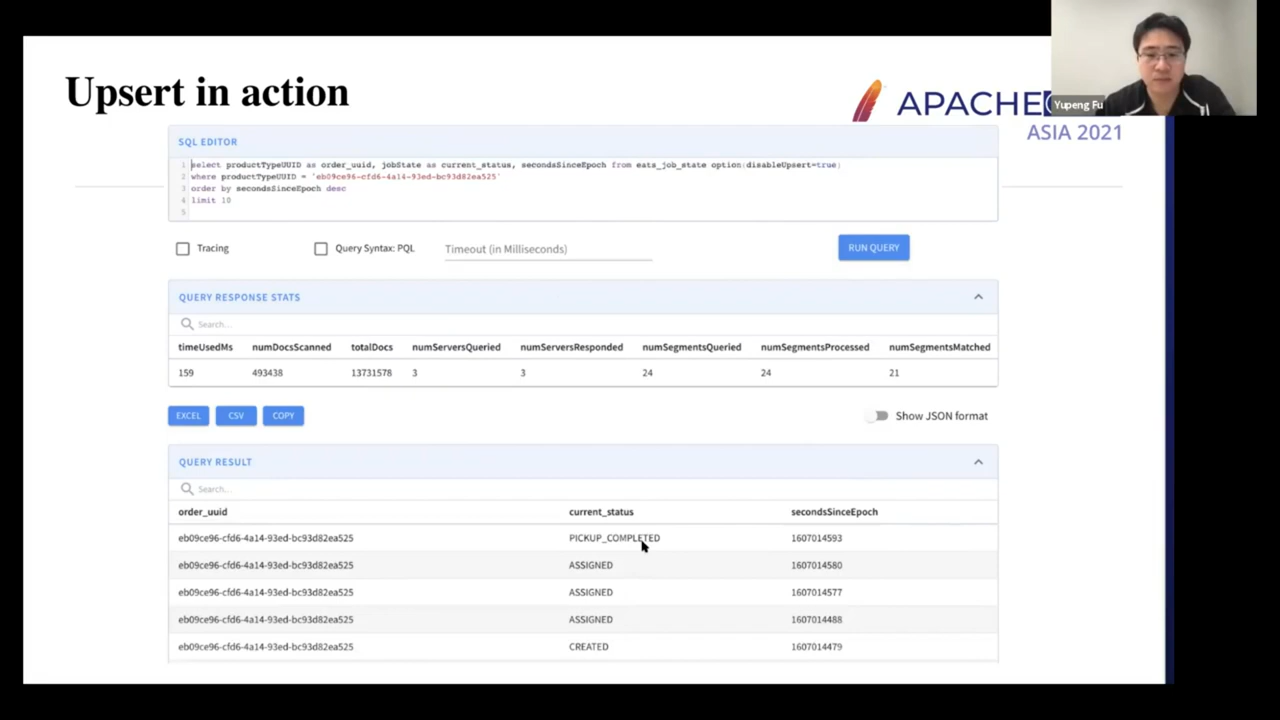 Upsert in action
APACHE
Yupeng Fu
ASIA 2021
SQL EDITOR
1 select productTypeUUID as order_uuid, jobState as current_status, secondsSinceEpoch from eats_job_state option(disableUpsert=true)
2 where productTypeUUID = 'eb09ce96-cfd6-4a14-93ed-bc93d82ea525'
3 order by secondsSinceEpoch desc
4 limit 10
5
Tracing Query Syntax: PQL Timeout (in Milliseconds) RUN QUERY
QUERY RESPONSE STATS
Search...
timeUsedMs numDocsScanned totalDocs numServersQueried numServersResponded numSegmentsQueried numSegmentsProcessed numSegmentsMatched
159 493438 13731578 3 3 24 24 21
EXCEL CSV COPY Show JSON format
QUERY RESULT
Search...
order_uuid current_status secondsSinceEpoch
eb09ce96-cfd6-4a14-93ed-bc93d82ea525 PICKUP_COMPLETED 1607014593
eb09ce96-cfd6-4a14-93ed-bc93d82ea525 ASSIGNED 1607014580
eb09ce96-cfd6-4a14-93ed-bc93d82ea525 ASSIGNED 1607014577
eb09ce96-cfd6-4a14-93ed-bc93d82ea525 ASSIGNED 1607014488
eb09ce96-cfd6-4a14-93ed-bc93d82ea525 CREATED 1607014479